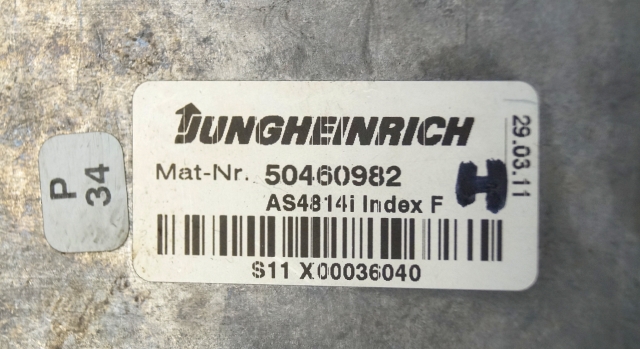 JUNGHEINRICH
Mat-Nr. 50460982
AS4814i Index F
S11 X00036040
29.03.11
P
34